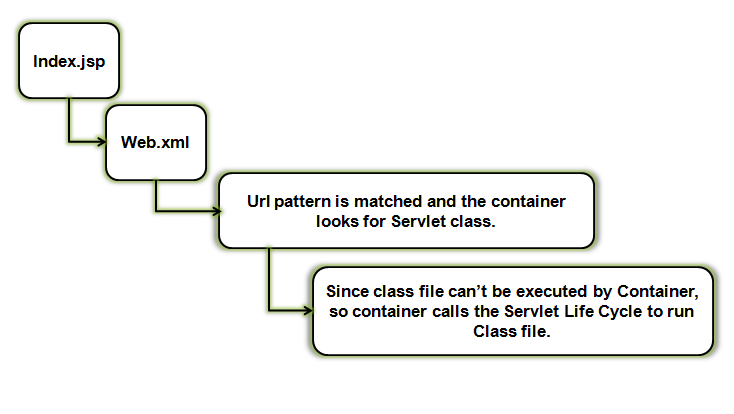 Index.jsp
Web.xml
Url pattern is matched and the container
looks for Servlet class.
Since class file can't be executed by Container,
so container calls the Servlet Life Cycle to run
Class file.